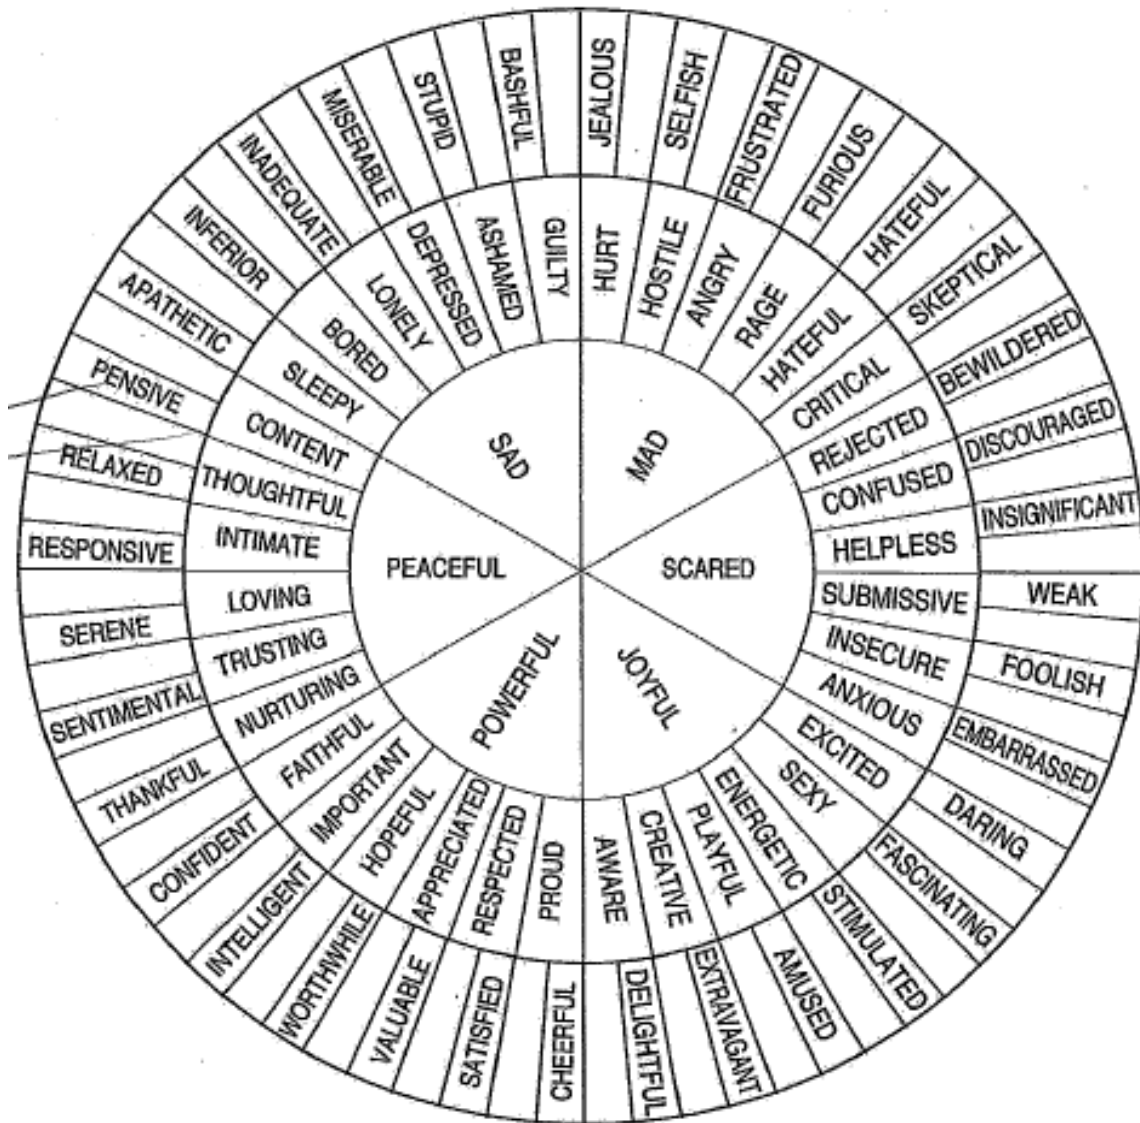 SAD
MAD
SCARED
JOYFUL
POWERFUL
PEACEFUL
HURT
HOSTILE
ANGRY
RAGE
HATEFUL
CRITICAL
REJECTED
CONFUSED
HELPLESS
SUBMISSIVE
INSECURE
ANXIOUS
EXCITED
SEXY
ENERGETIC
PLAYFUL
CREATIVE
AWARE
PROUD
RESPECTED
APPRECIATED
HOPEFUL
IMPORTANT
FAITHFUL
NURTURING
TRUSTING
LOVING
INTIMATE
THOUGHTFUL
CONTENT
SLEEPY
BORED
LONELY
DEPRESSED
ASHAMED
GUILTY
JEALOUS
SELFISH
FRUSTRATED
FURIOUS
HATEFUL
SKEPTICAL
BEWILDERED
DISCOURAGED
INSIGNIFICANT
WEAK
FOOLISH
EMBARRASSED
DARING
FASCINATING
STIMULATED
AMUSED
EXTRAVAGANT
DELIGHTFUL
CHEERFUL
SATISFIED
VALUABLE
WORTHWHILE
INTELLIGENT
CONFIDENT
THANKFUL
SENTIMENTAL
SERENE
RESPONSIVE
RELAXED
PENSIVE
APATHETIC
INFERIOR
INADEQUATE
MISERABLE
STUPID
BASHFUL